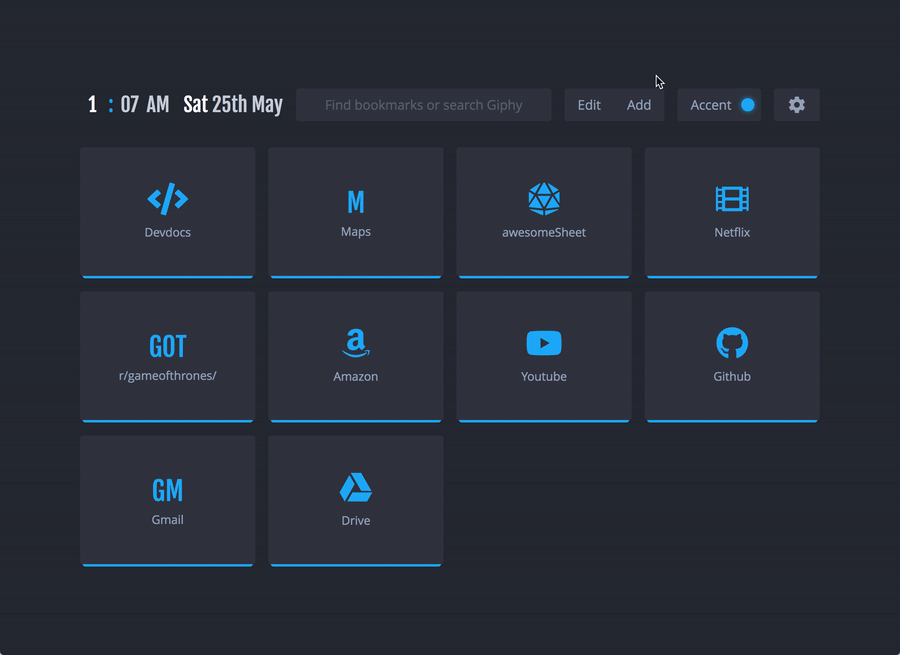 1 : 07 AM Sat 25th May Find bookmarks or search Giphy Edit Add Accent
Devdocs
M
Maps
awesomeSheet
Netflix
GOT
r/gameofthrones/
a
Amazon
Youtube
Github
GM
Gmail
Drive